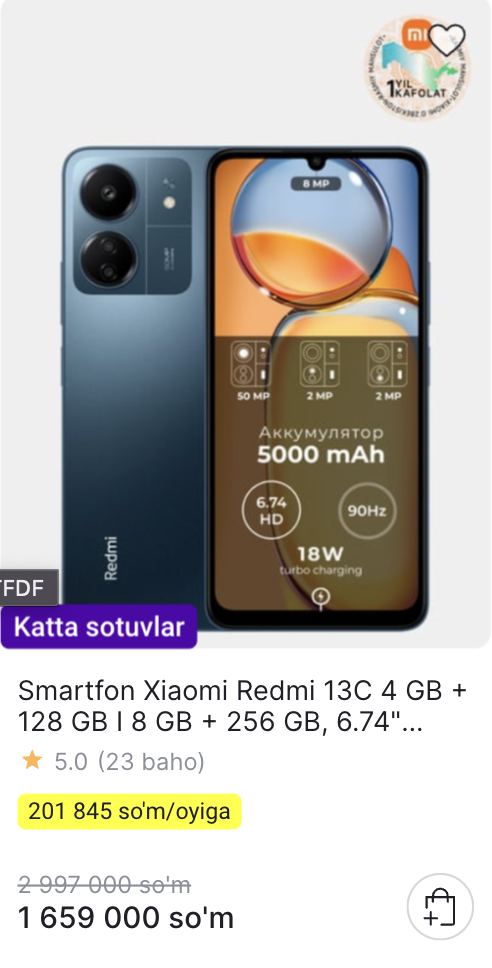 mi
1 YIL
KAFOLAT
8 MP
50 MP
2 MP
2 MP
Аккумулятор
5000 mAh
6.74
HD
90Hz
18W
turbo charging
Redmi
FDF
Katta sotuvlar
Smartfon Xiaomi Redmi 13C 4 GB +
128 GB I 8 GB + 256 GB, 6.74"...
5.0 (23 baho)
201 845 so'm/oyiga
2 997 000 so'm
1 659 000 so'm